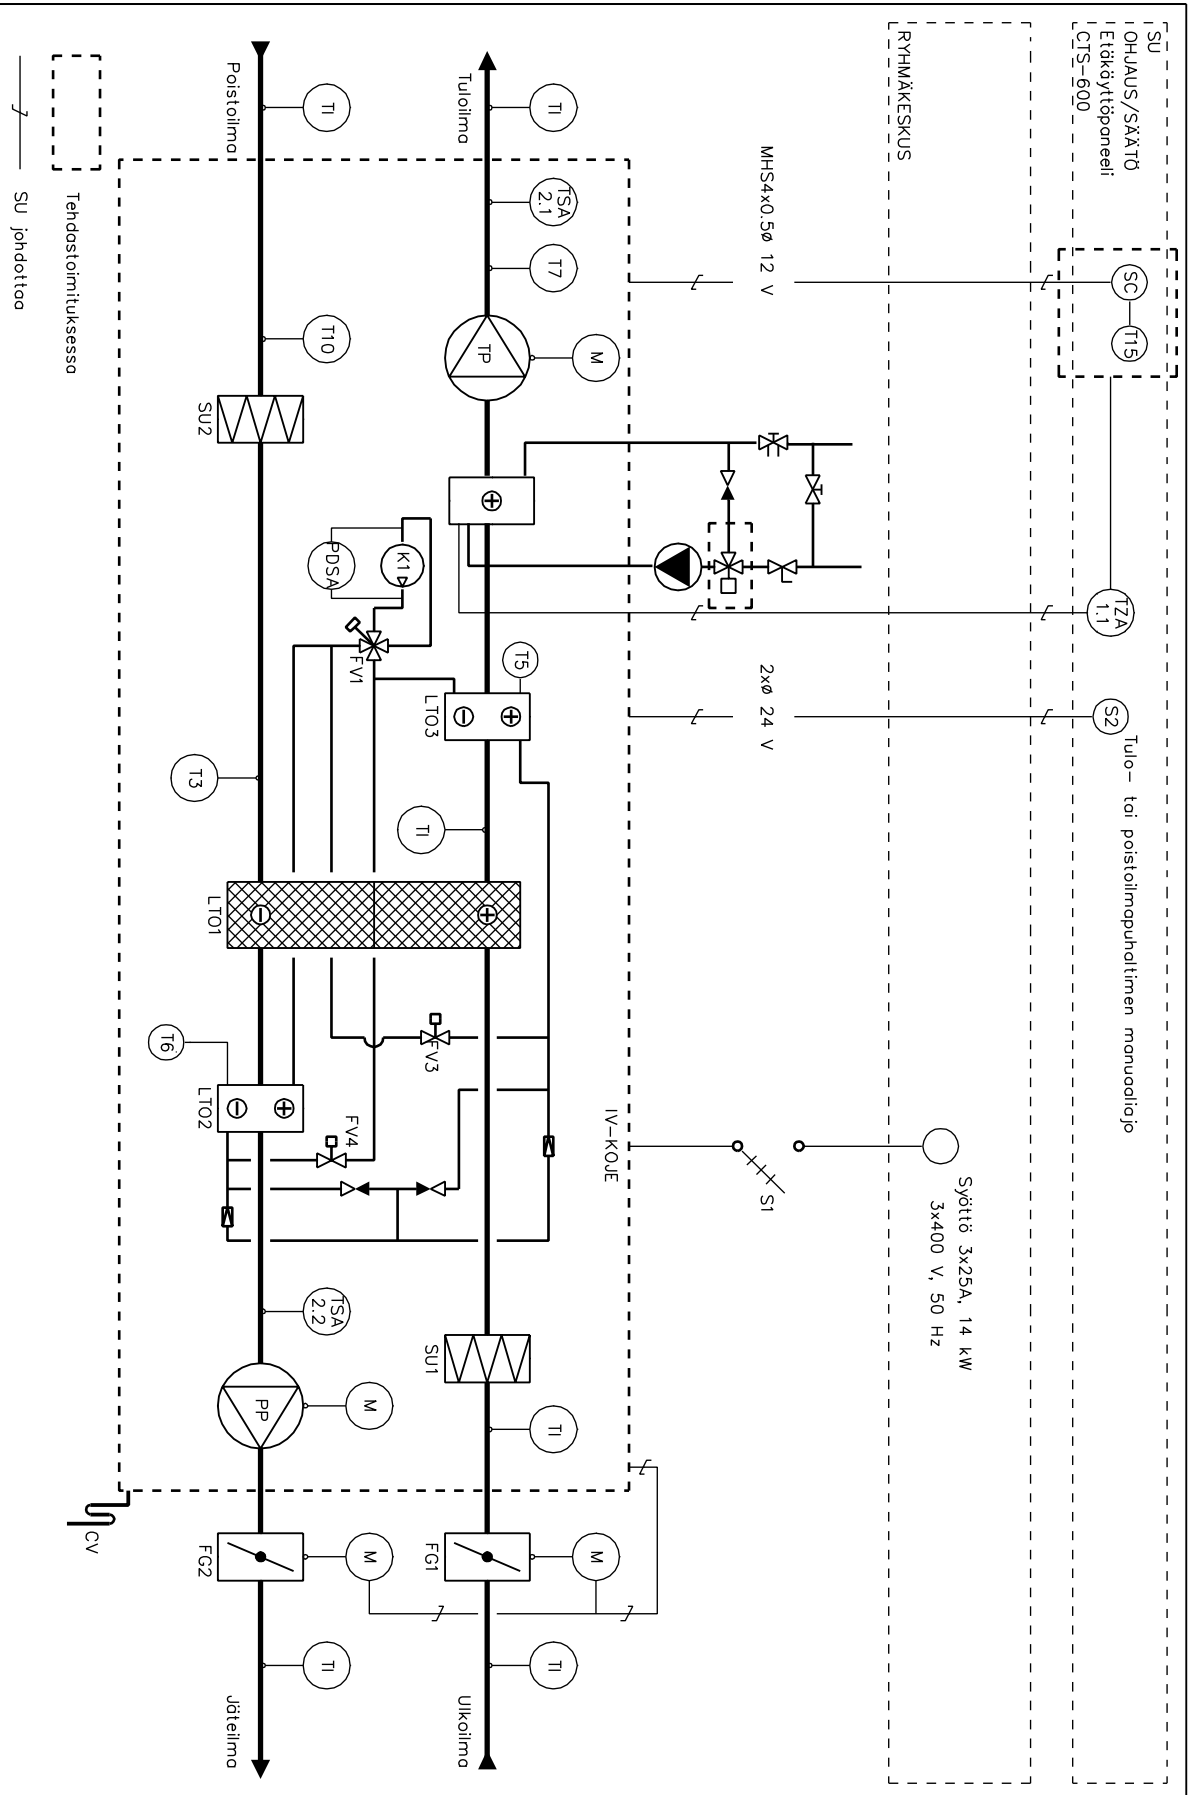 SU
OHJAUS/SÄÄTÖ
Etäkäyttöpaneeli
CTS-600
SC
T15
TZA
1.1
S2
Tulo- tai poistoilmapuhaltimen manuaaliajo
RYHMÄKESKUS
Syöttö 3x25A, 14 kW
3x400 V, 50 Hz
MHS4x0.5ø 12 V
2xø 24 V
S1
IV-KOJE
TI
TSA
2.1
T7
M
TP
T5
LTO3
TI
SU1
TI
M
FG1
TI
Tuloilma
Ulkoilma
K1
PDSA
FV1
FV3
FV4
TI
T10
SU2
T3
LTO1
T6
LTO2
TSA
2.2
M
PP
M
FG2
TI
CV
Poistoilma
Jäteilma
Tehdastoimituksessa
SU johdottaa